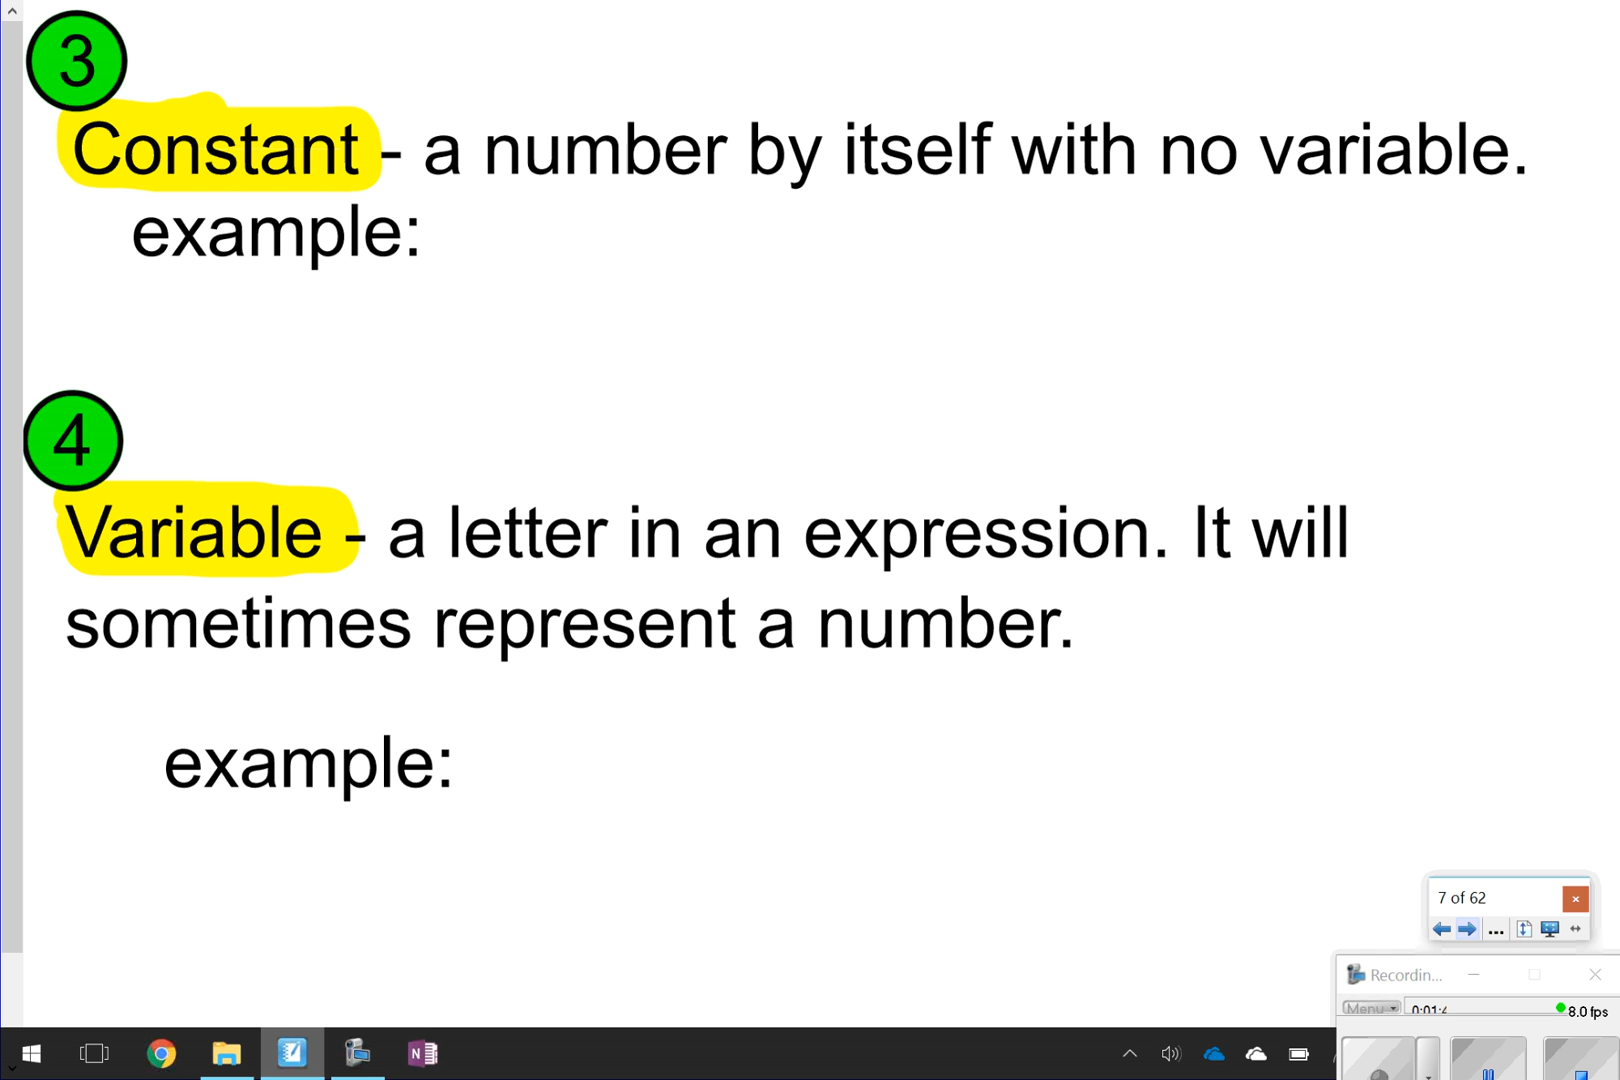 3
Constant - a number by itself with no variable.
example:
4
Variable - a letter in an expression. It will
sometimes represent a number.
example:
7 of 62
Recordin...
Menu
8.0 fps
N